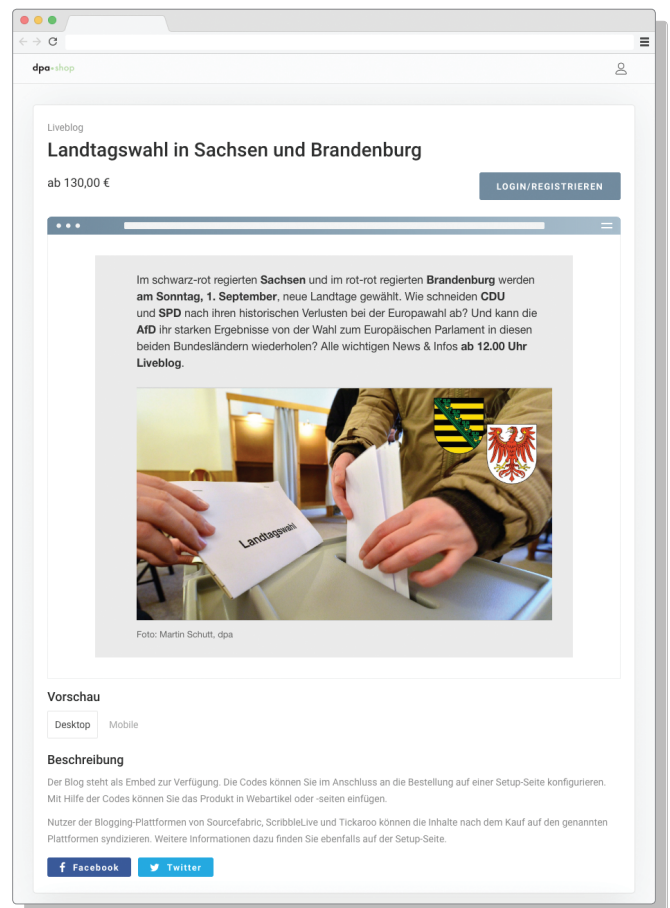 dpa-shop
Liveblog
Landtagswahl in Sachsen und Brandenburg
ab 130,00 €
LOGIN/REGISTRIEREN
Im schwarz-rot regierten Sachsen und im rot-rot regierten Brandenburg werden
am Sonntag, 1. September, neue Landtage gewählt. Wie schneiden CDU
und SPD nach ihren historischen Verlusten bei der Europawahl ab? Und kann die
AfD ihr starken Ergebnisse von der Wahl zum Europäischen Parlament in diesen
beiden Bundesländern wiederholen? Alle wichtigen News & Infos ab 12.00 Uhr
Liveblog.
Landtagswahl
Foto: Martin Schutt, dpa
Vorschau
Desktop Mobile
Beschreibung
Der Blog steht als Embed zur Verfügung. Die Codes können Sie im Anschluss an die Bestellung auf einer Setup-Seite konfigurieren.
Mit Hilfe der Codes können Sie das Produkt in Webartikel oder -seiten einfügen.
Nutzer der Blogging-Plattformen von Sourcefabric, ScribbleLive und Tickaroo können die Inhalte nach dem Kauf auf den genannten
Plattformen syndizieren. Weitere Informationen dazu finden Sie ebenfalls auf der Setup-Seite.
Facebook Twitter